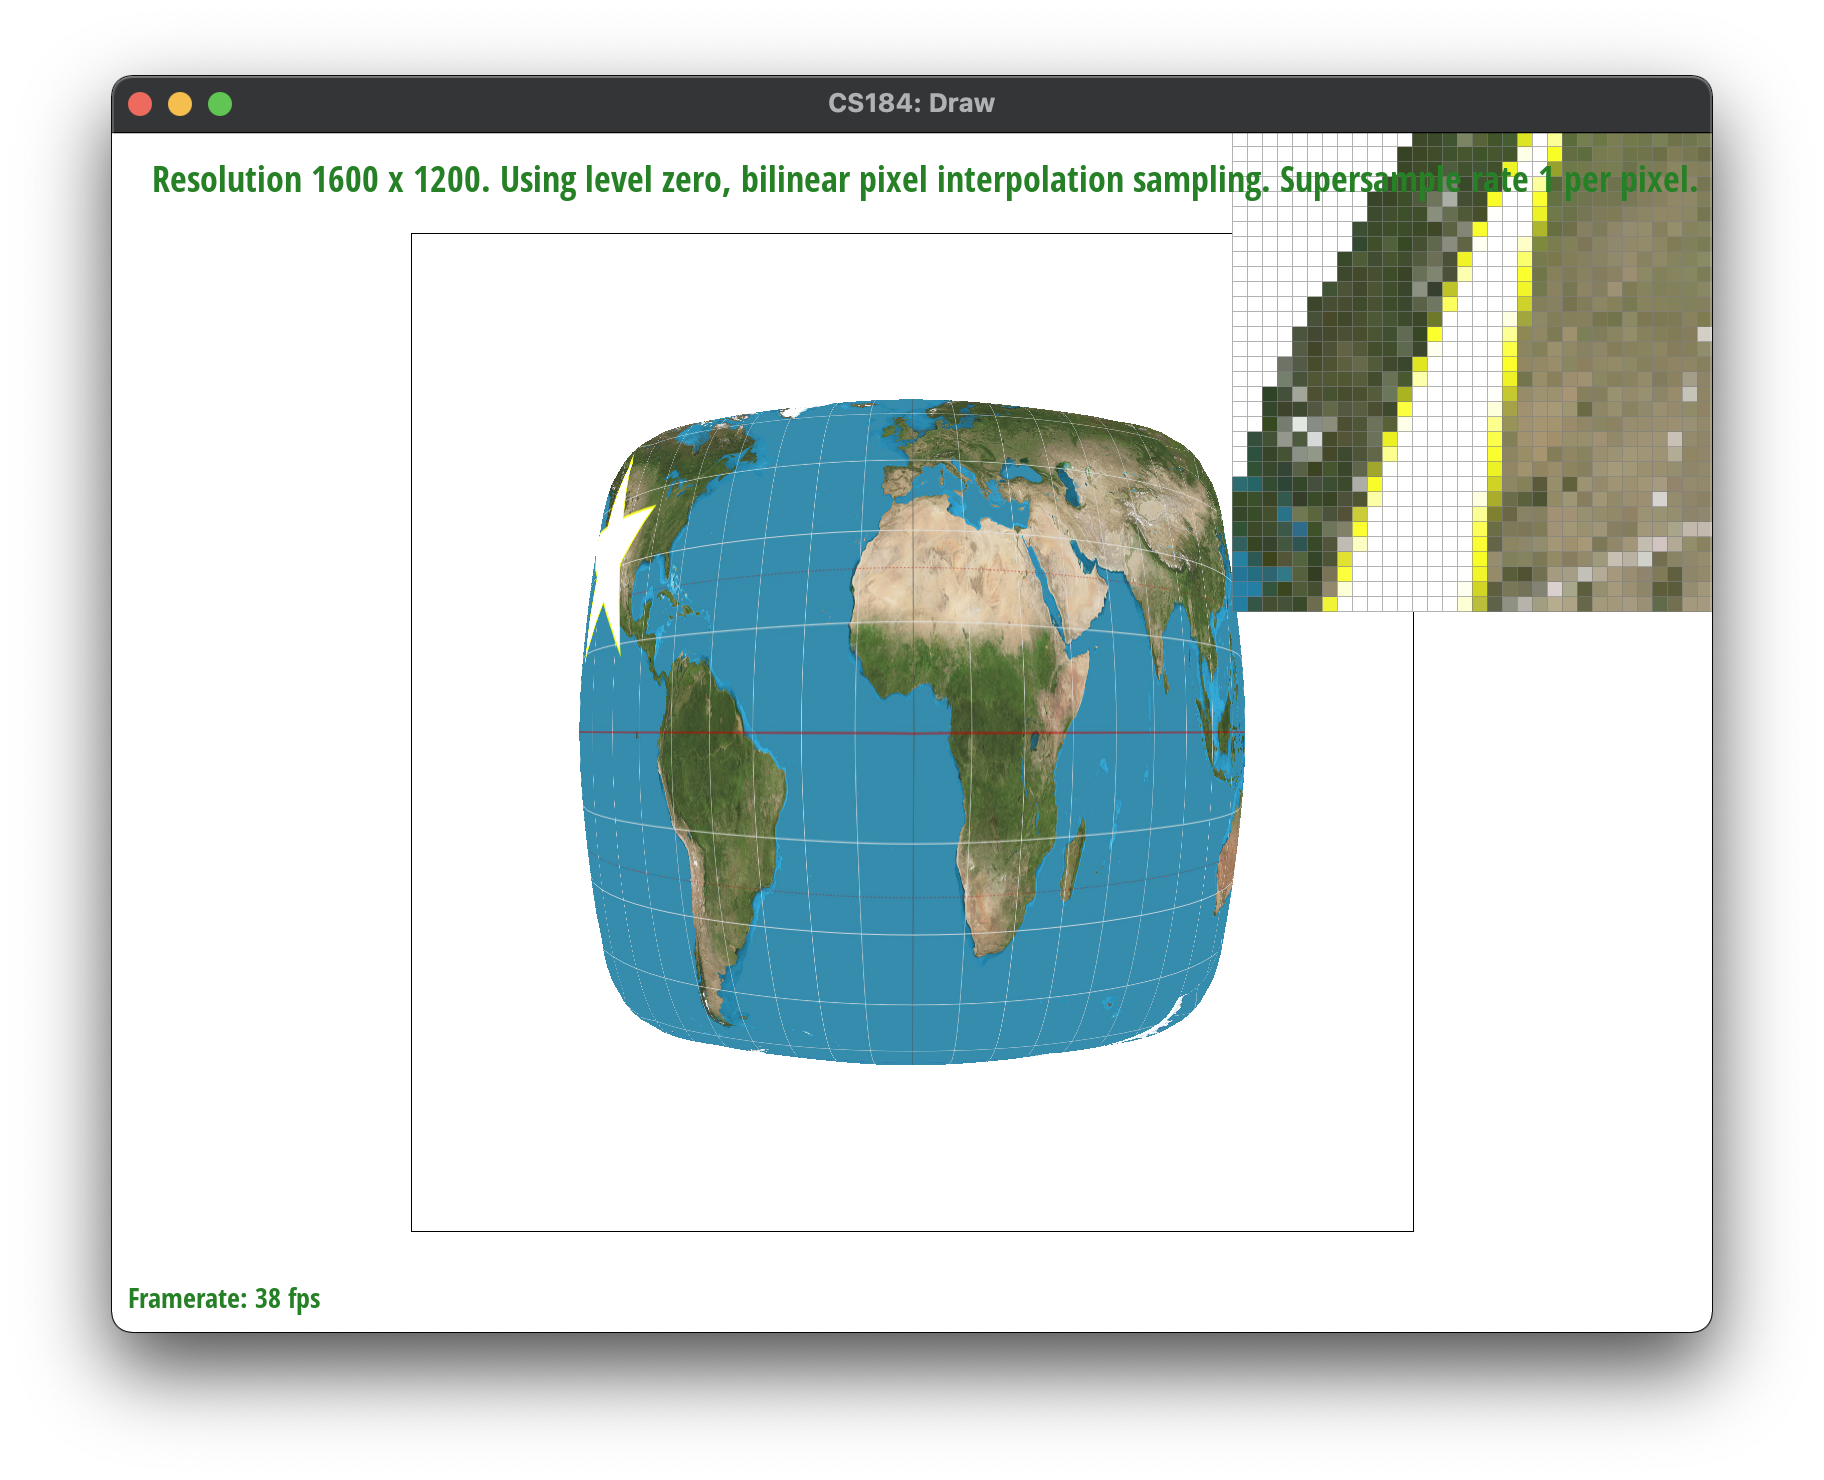 CS184: Draw
Resolution 1600 x 1200. Using level zero, bilinear pixel interpolation sampling. Supersample rate 1 per pixel.
Framerate: 38 fps